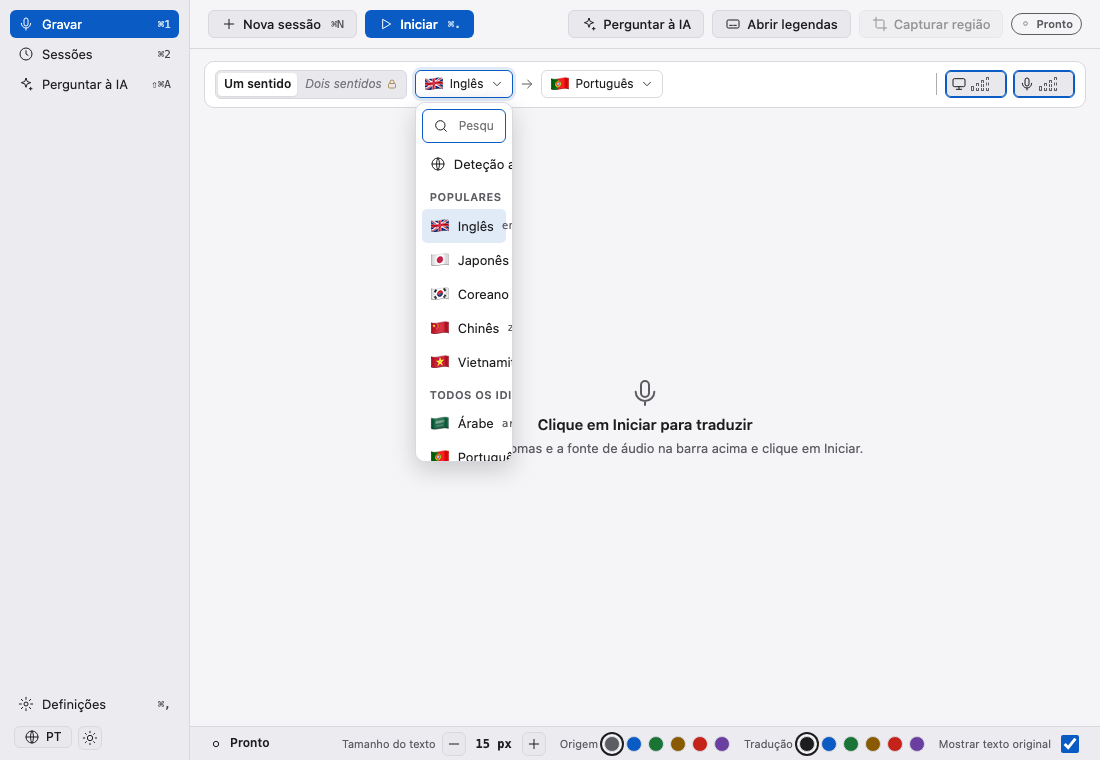 Gravar ⌘1
Sessões ⌘2
Perguntar à IA ⇧⌘A
Nova sessão ⌘N
Iniciar ⌘.
Perguntar à IA
Abrir legendas
Capturar região
Pronto
Um sentido Dois sentidos
Inglês
Português
Pesqu
Deteção a
POPULARES
Inglês
Japonês
Coreano
Chinês
Vietnami
TODOS OS IDI
Árabe
Portuguê
Clique em Iniciar para traduzir
omas e a fonte de áudio na barra acima e clique em Iniciar.
Definições ⌘,
PT
Pronto
Tamanho do texto 15 px
Origem
Tradução
Mostrar texto original